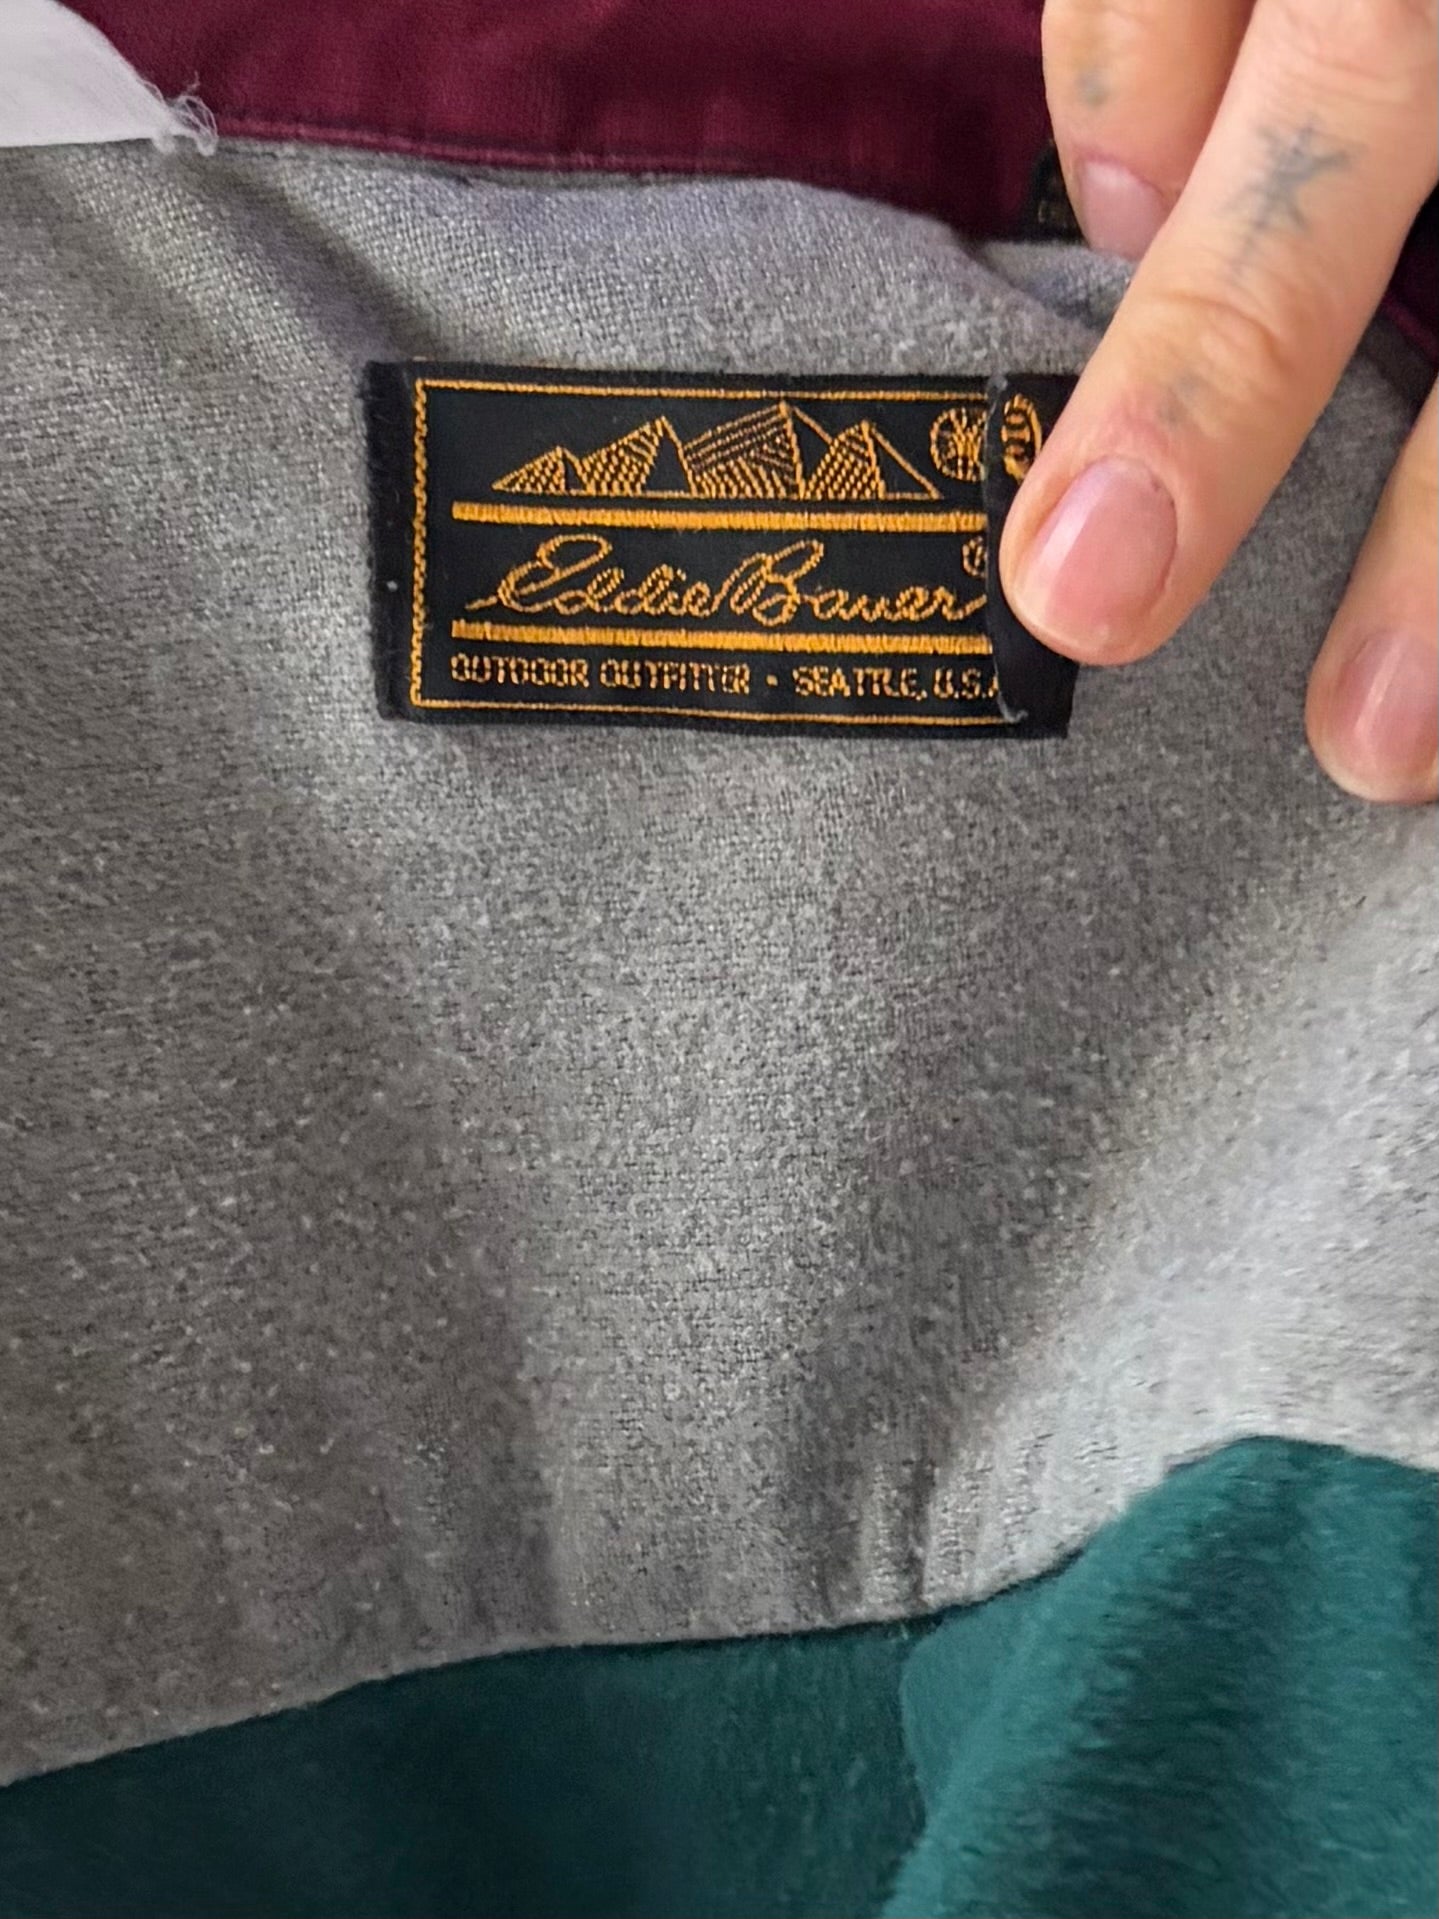 Eddie Bauer®
OUTDOOR OUTFITTER • SEATTLE, U.S.A